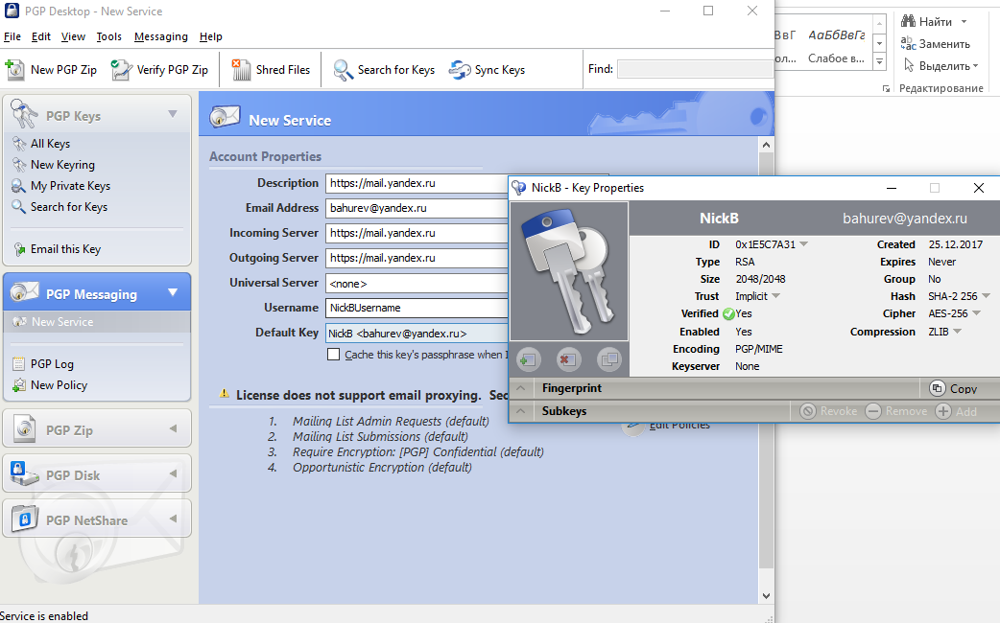 PGP Desktop - New Service
File Edit View Tools Messaging Help
New PGP Zip Verify PGP Zip Shred Files Search for Keys Sync Keys Find:
PGP Keys
All Keys
New Keyring
My Private Keys
Search for Keys
Email this Key
PGP Messaging
New Service
PGP Log
New Policy
PGP Zip
PGP Disk
PGP NetShare
Service is enabled
New Service
Account Properties
Description https://mail.yandex.ru
Email Address bahurev@yandex.ru
Incoming Server https://mail.yandex.ru
Outgoing Server https://mail.yandex.ru
Universal Server <none>
Username NickBUsername
Default Key NickB <bahurev@yandex.ru>
Cache this key's passphrase when
License does not support email proxying.
1. Mailing List Admin Requests (default)
2. Mailing List Submissions (default)
3. Require Encryption: [PGP] Confidential (default)
4. Opportunistic Encryption (default)
Edit Policies
NickB - Key Properties
NickB bahurev@yandex.ru
ID 0x1E5C7A31 Created 25.12.2017
Type RSA Expires Never
Size 2048/2048 Group No
Trust Implicit Hash SHA-2 256
Verified Yes Cipher AES-256
Enabled Yes Compression ZLIB
Encoding PGP/MIME
Keyserver None
Fingerprint Copy
Subkeys Revoke Remove Add
АаБбВвГг
Слабое в...
Найти
Заменить
Выделить
Редактирование